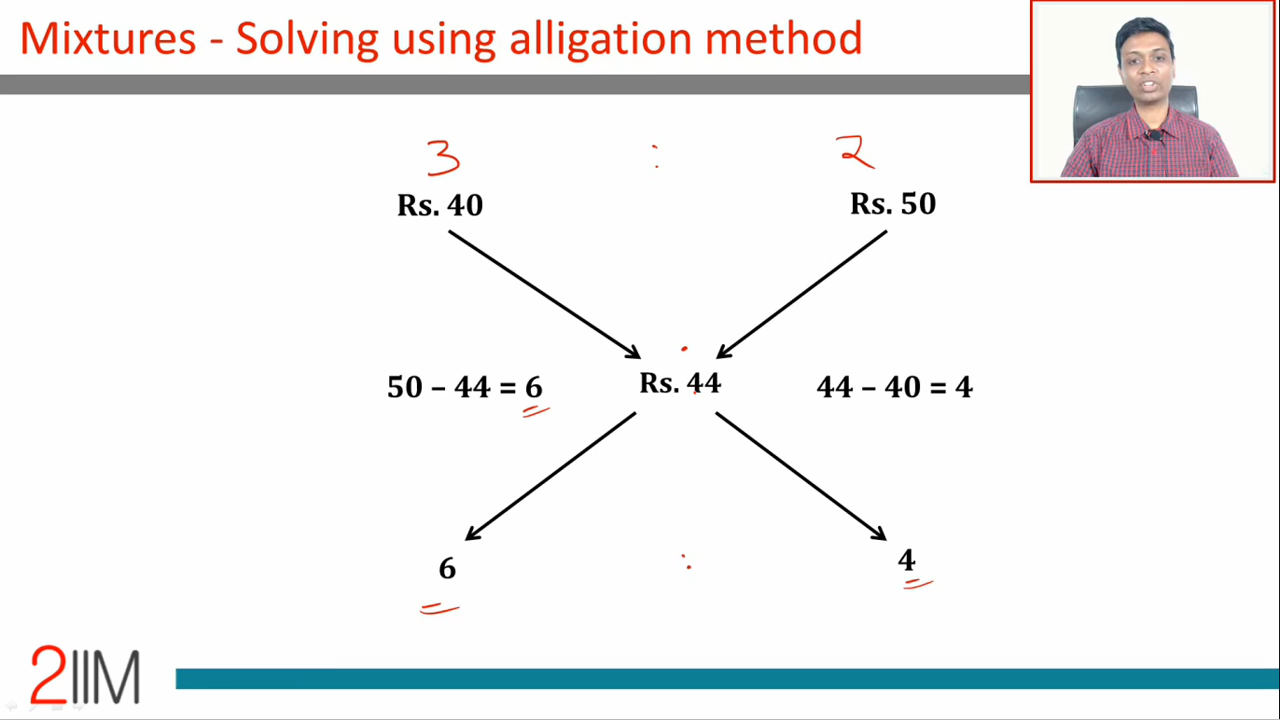 Mixtures - Solving using alligation method
3 : 2
Rs. 40 Rs. 50
50 – 44 = 6 Rs. 44 44 – 40 = 4
6 : 4
2IIM